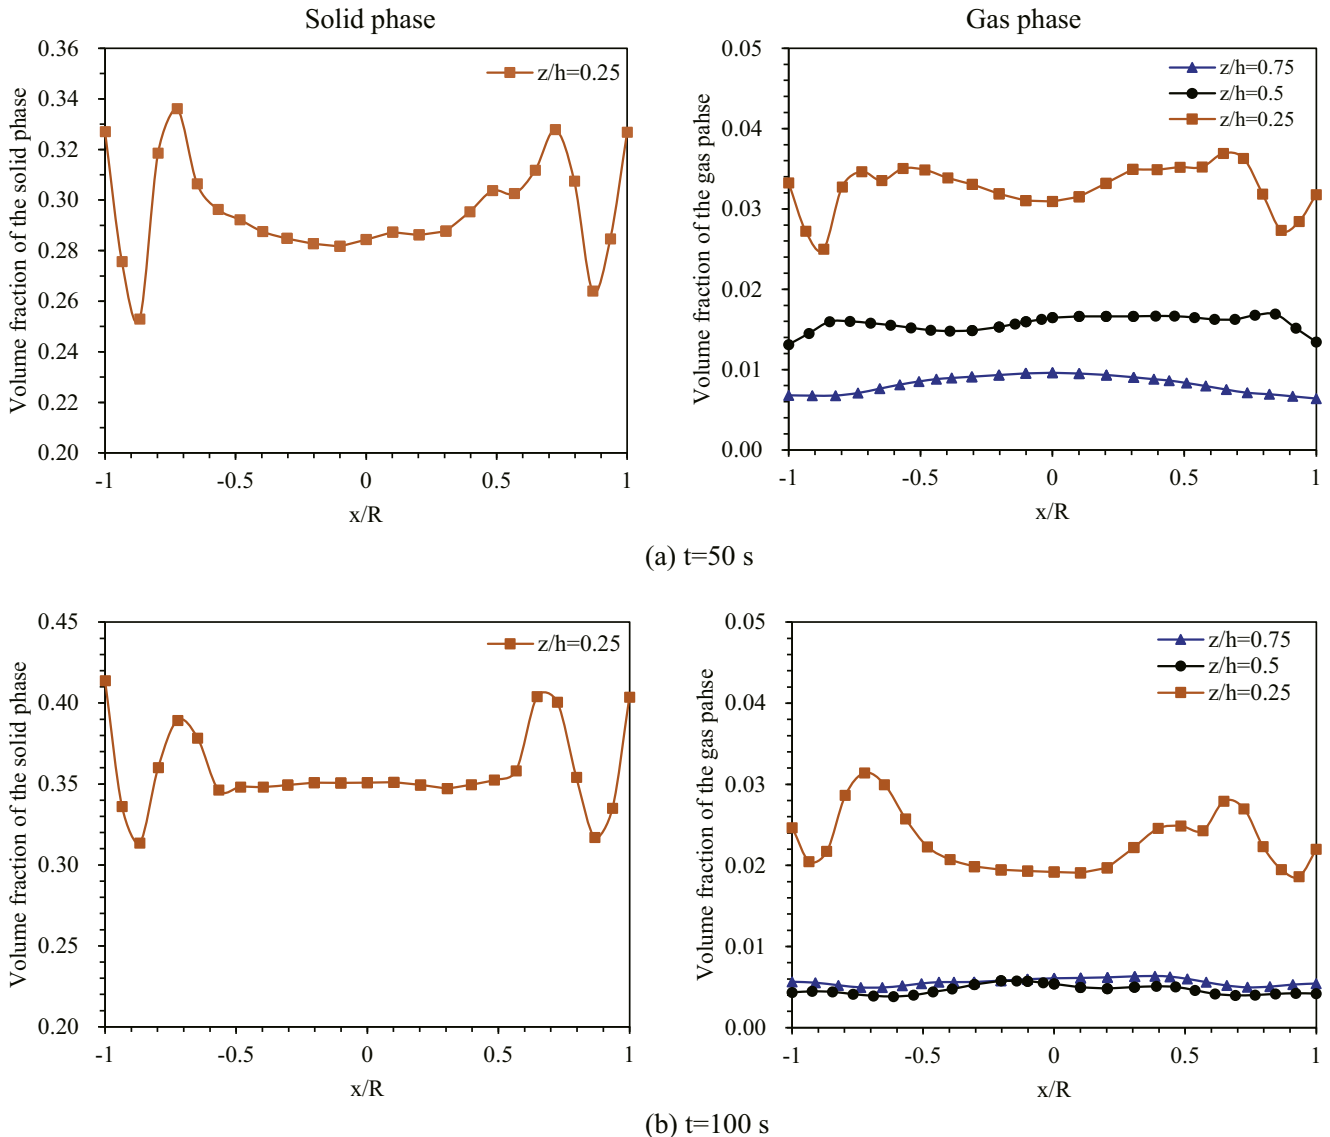 Solid phase
Gas phase
Volume fraction of the solid phase
0.36
0.34
0.32
0.30
0.28
0.26
0.24
0.22
0.20
z/h=0.25
-1
-0.5
0
0.5
1
x/R
Volume fraction of the gas pahse
0.05
0.04
0.03
0.02
0.01
0.00
z/h=0.75
z/h=0.5
z/h=0.25
-1
-0.5
0
0.5
1
x/R
(a) t=50 s
Volume fraction of the solid phase
0.45
0.40
0.35
0.30
0.25
0.20
z/h=0.25
-1
-0.5
0
0.5
1
x/R
Volume fraction of the gas pahse
0.05
0.04
0.03
0.02
0.01
0.00
z/h=0.75
z/h=0.5
z/h=0.25
-1
-0.5
0
0.5
1
x/R
(b) t=100 s